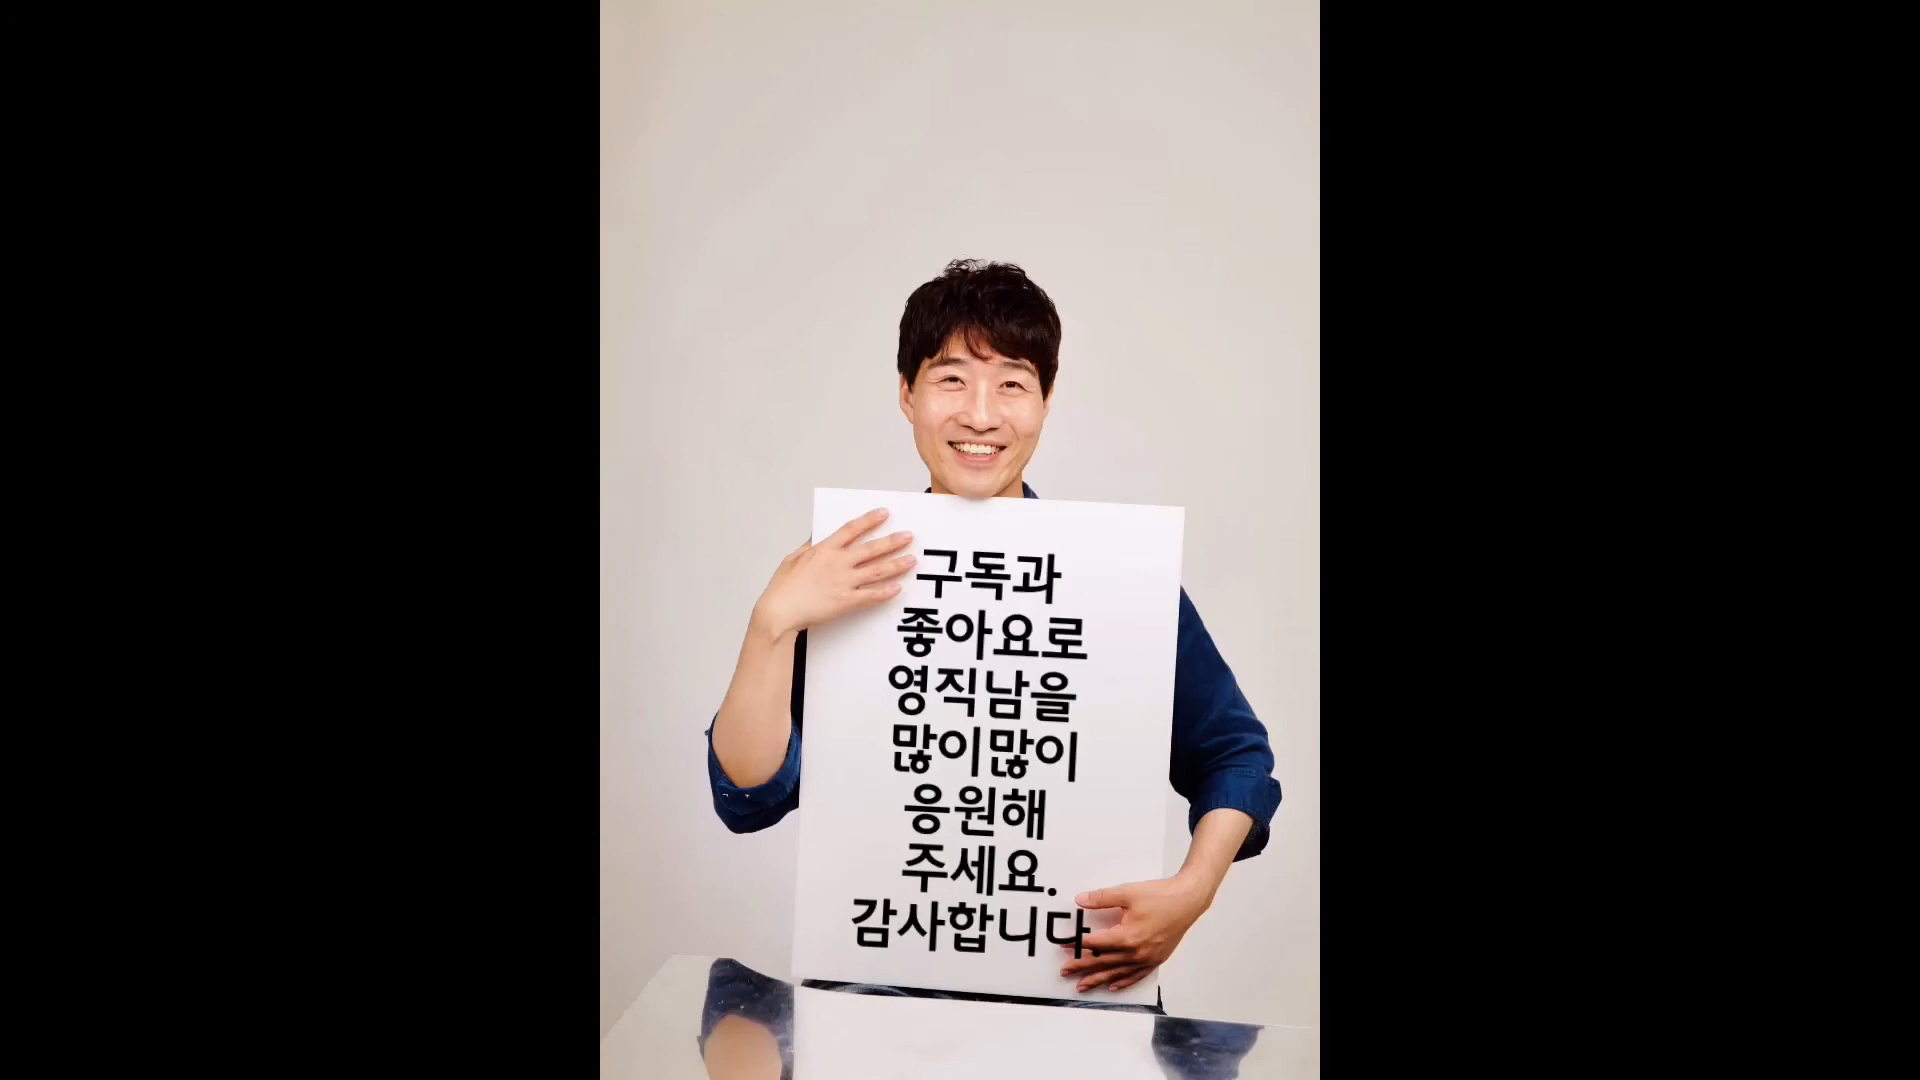 구독과
좋아요로
영직남을
많이많이
응원해
주세요.
감사합니다.